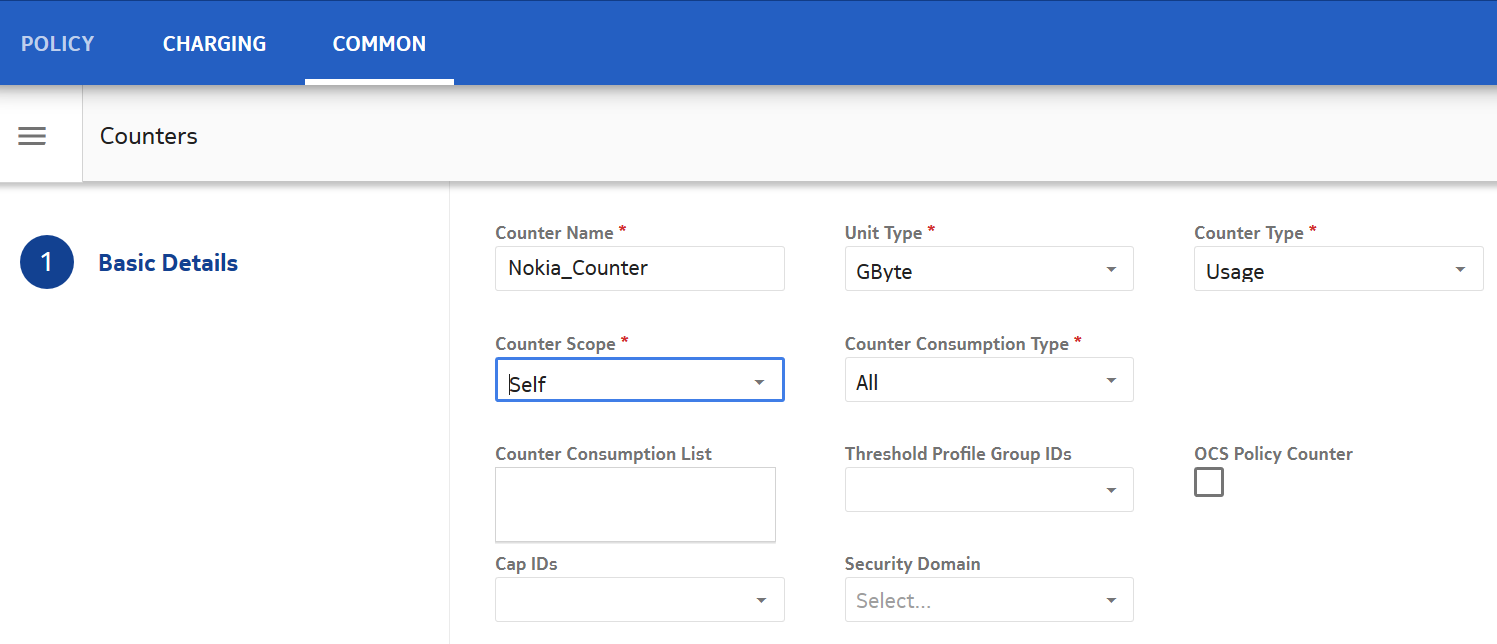 POLICY CHARGING COMMON
Counters
1 Basic Details
Counter Name * Unit Type * Counter Type *
Nokia_Counter GByte Usage
Counter Scope * Counter Consumption Type *
Self All
Counter Consumption List Threshold Profile Group IDs OCS Policy Counter
Cap IDs Security Domain
Select...